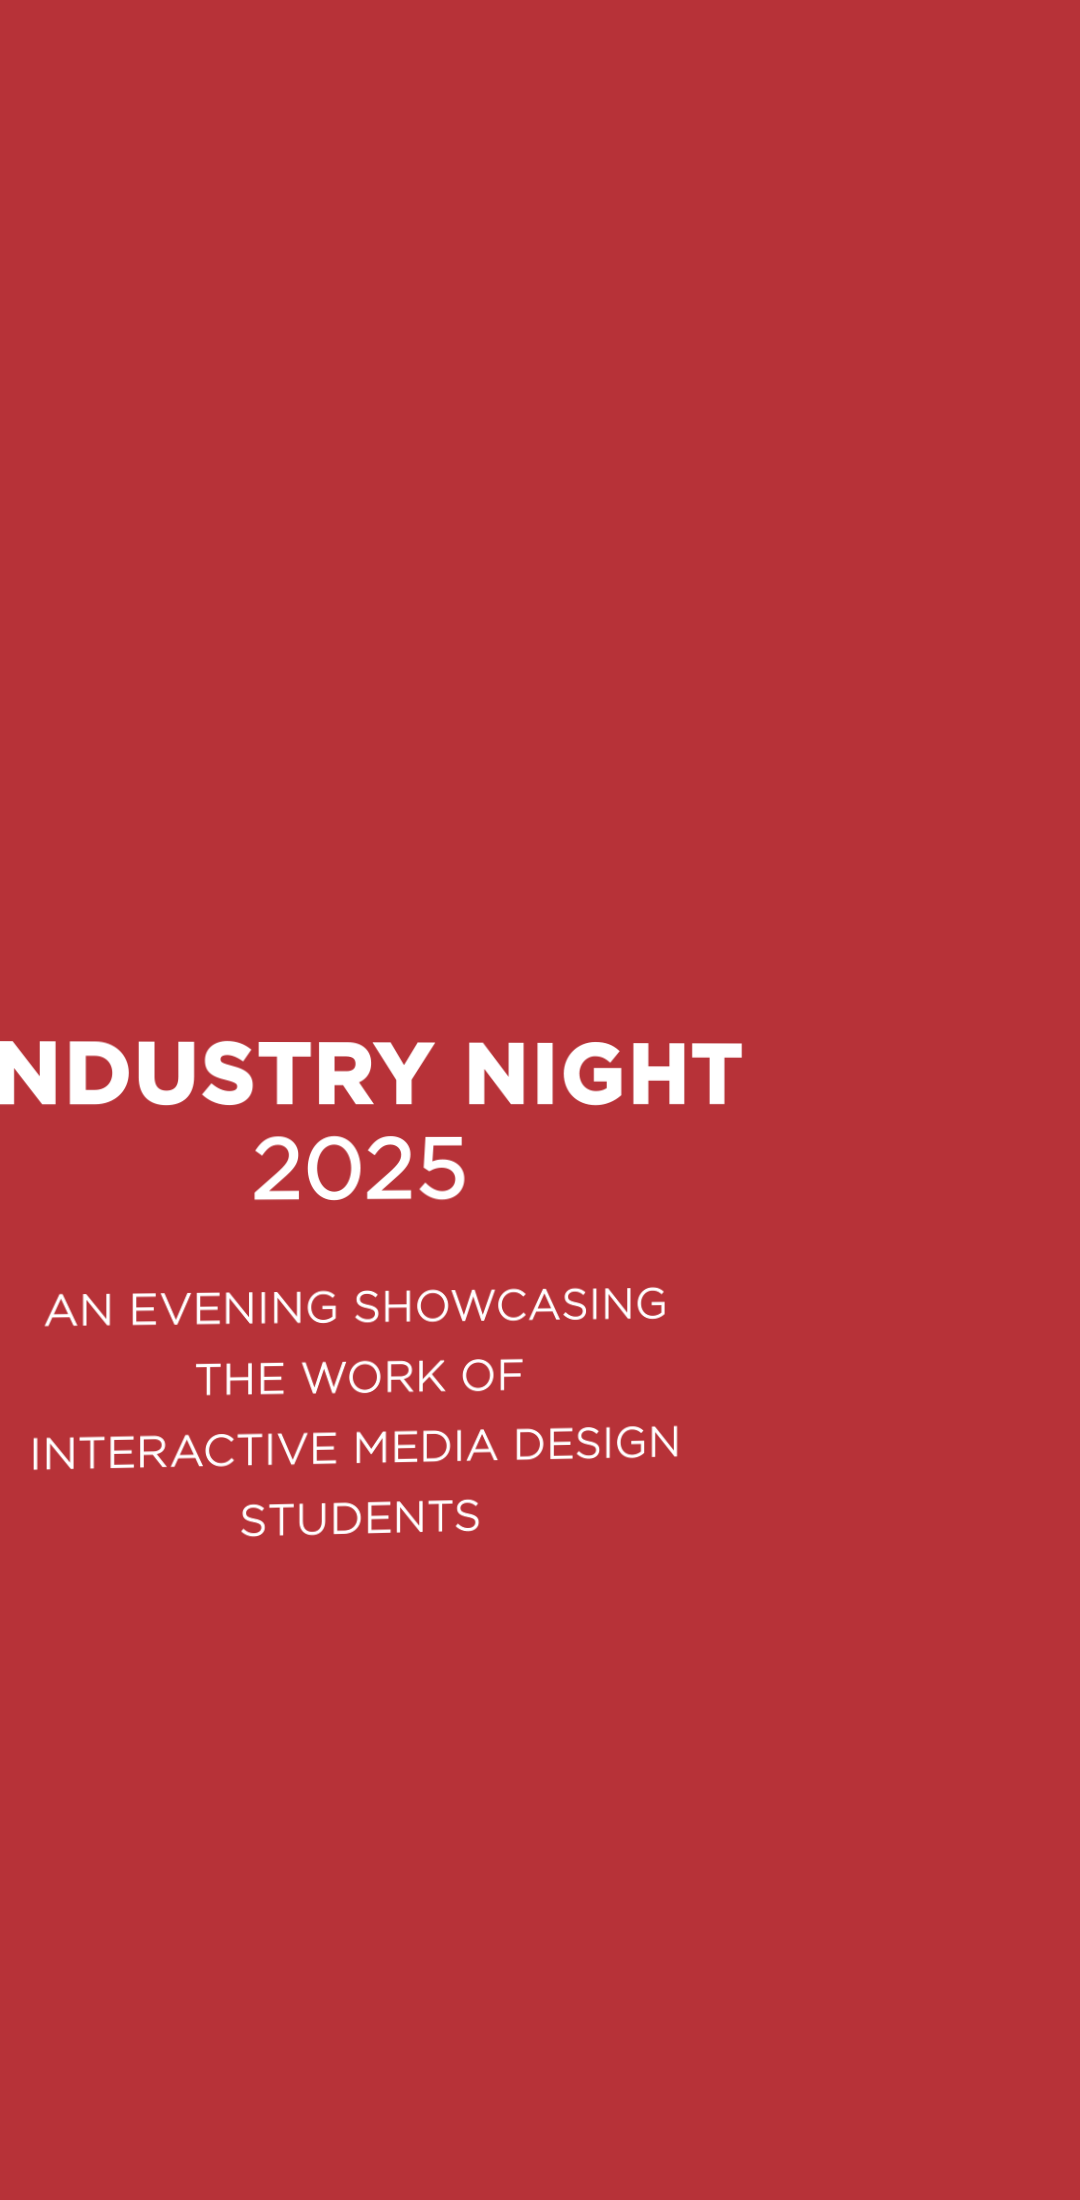 NDUSTRY NIGHT
2025
AN EVENING SHOWCASING
THE WORK OF
INTERACTIVE MEDIA DESIGN
STUDENTS